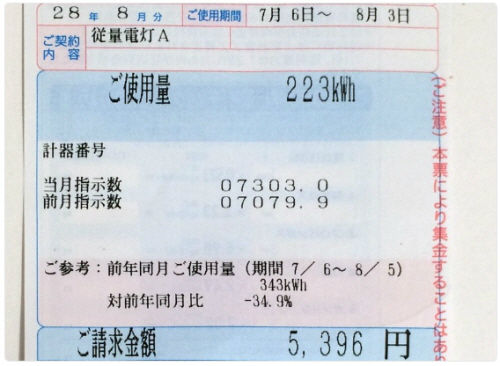 28年 8月分 ご使用期間 7月 6日～ 8月 3日
ご契約内容 従量電灯A
ご使用量 223kWh
計器番号
当月指示数 07303.0
前月指示数 07079.9
ご参考：前年同月ご使用量（期間 7／ 6～ 8／ 5）
343kWh
対前年同月比 -34.9%
ご請求金額 5,396 円
（ご注意）本票により集金することはあり